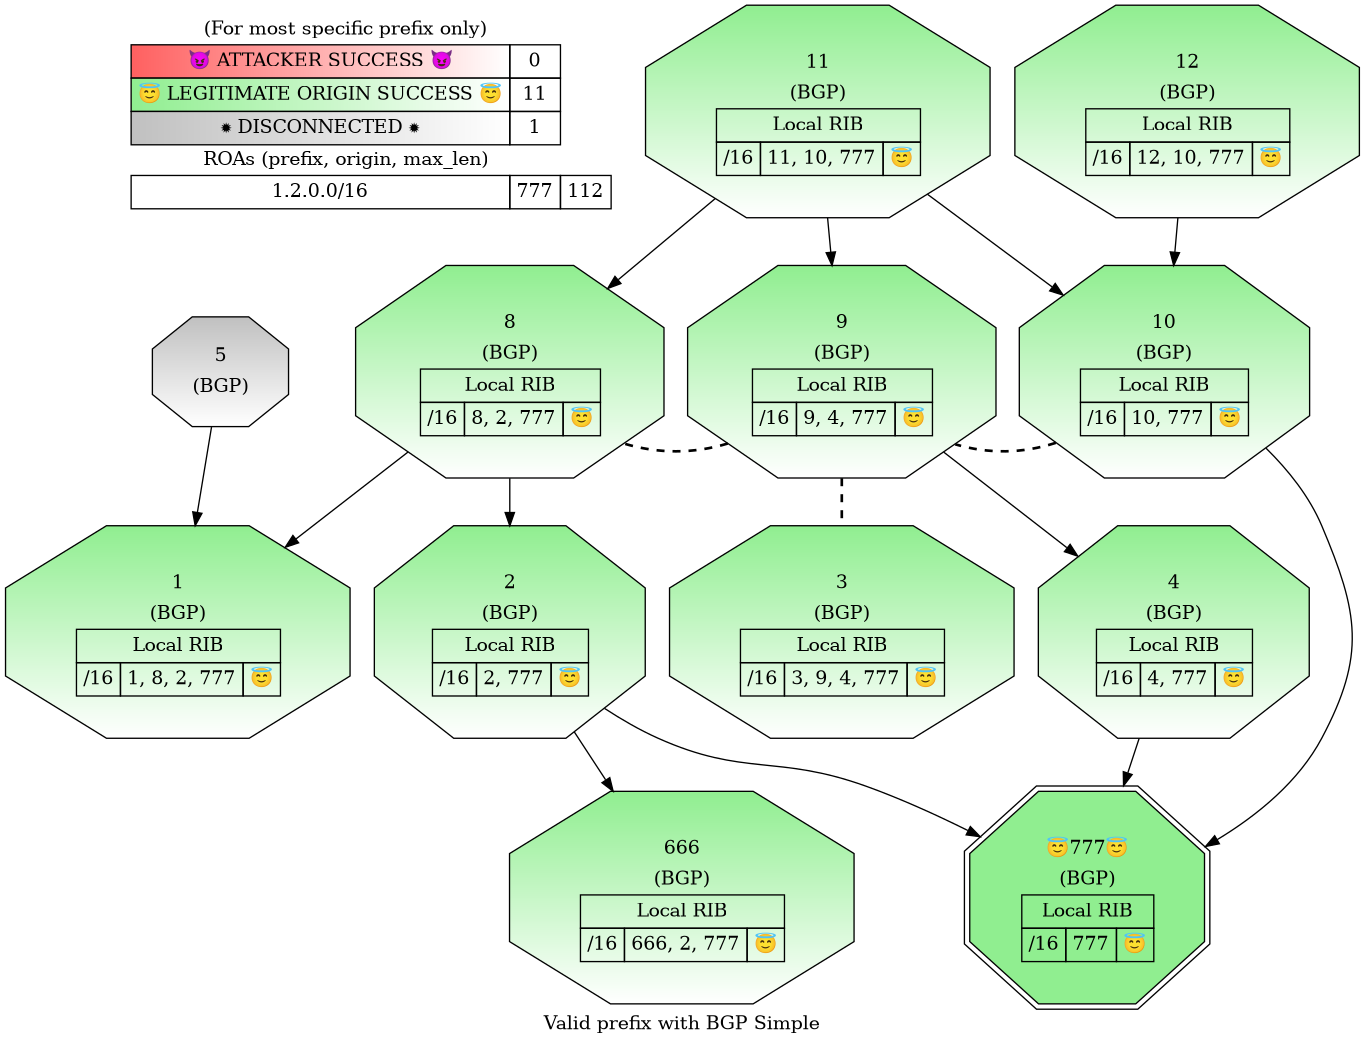 (For most specific prefix only)
😈 ATTACKER SUCCESS 😈 0
😇 LEGITIMATE ORIGIN SUCCESS 😇 11
✹ DISCONNECTED ✹ 1
ROAs (prefix, origin, max_len)
1.2.0.0/16 777 112
11
(BGP)
Local RIB
/16 11, 10, 777 😇
12
(BGP)
Local RIB
/16 12, 10, 777 😇
5
(BGP)
8
(BGP)
Local RIB
/16 8, 2, 777 😇
9
(BGP)
Local RIB
/16 9, 4, 777 😇
10
(BGP)
Local RIB
/16 10, 777 😇
1
(BGP)
Local RIB
/16 1, 8, 2, 777 😇
2
(BGP)
Local RIB
/16 2, 777 😇
3
(BGP)
Local RIB
/16 3, 9, 4, 777 😇
4
(BGP)
Local RIB
/16 4, 777 😇
666
(BGP)
Local RIB
/16 666, 2, 777 😇
😇777😇
(BGP)
Local RIB
/16 777 😇
Valid prefix with BGP Simple